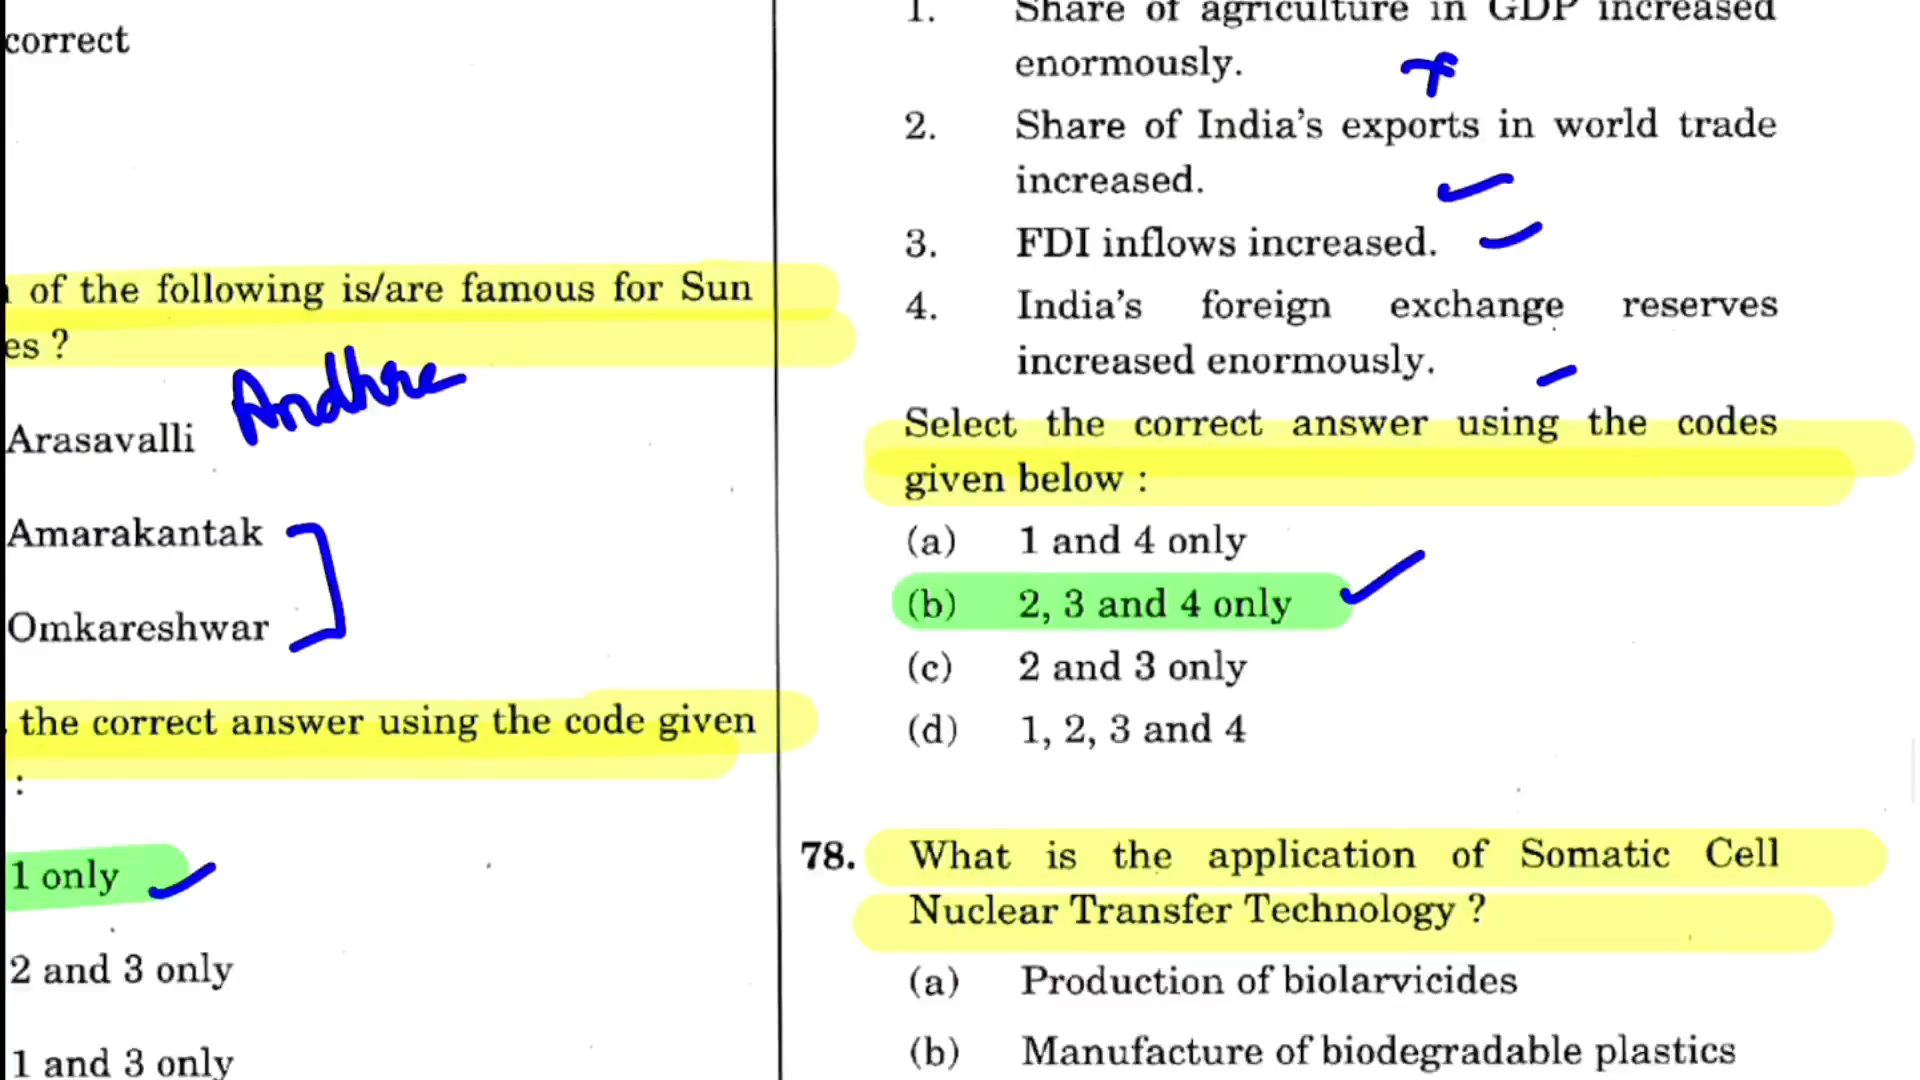 correct
of the following is/are famous for Sun
es ?
Andhra
Arasavalli
Amarakantak
Omkareshwar
the correct answer using the code given
:
1 only
2 and 3 only
1 and 3 only
1. Share of agriculture in GDP increased
enormously.
2. Share of India's exports in world trade
increased.
3. FDI inflows increased.
4. India's foreign exchange reserves
increased enormously.
Select the correct answer using the codes
given below :
(a) 1 and 4 only
(b) 2, 3 and 4 only
(c) 2 and 3 only
(d) 1, 2, 3 and 4
78. What is the application of Somatic Cell
Nuclear Transfer Technology ?
(a) Production of biolarvicides
(b) Manufacture of biodegradable plastics